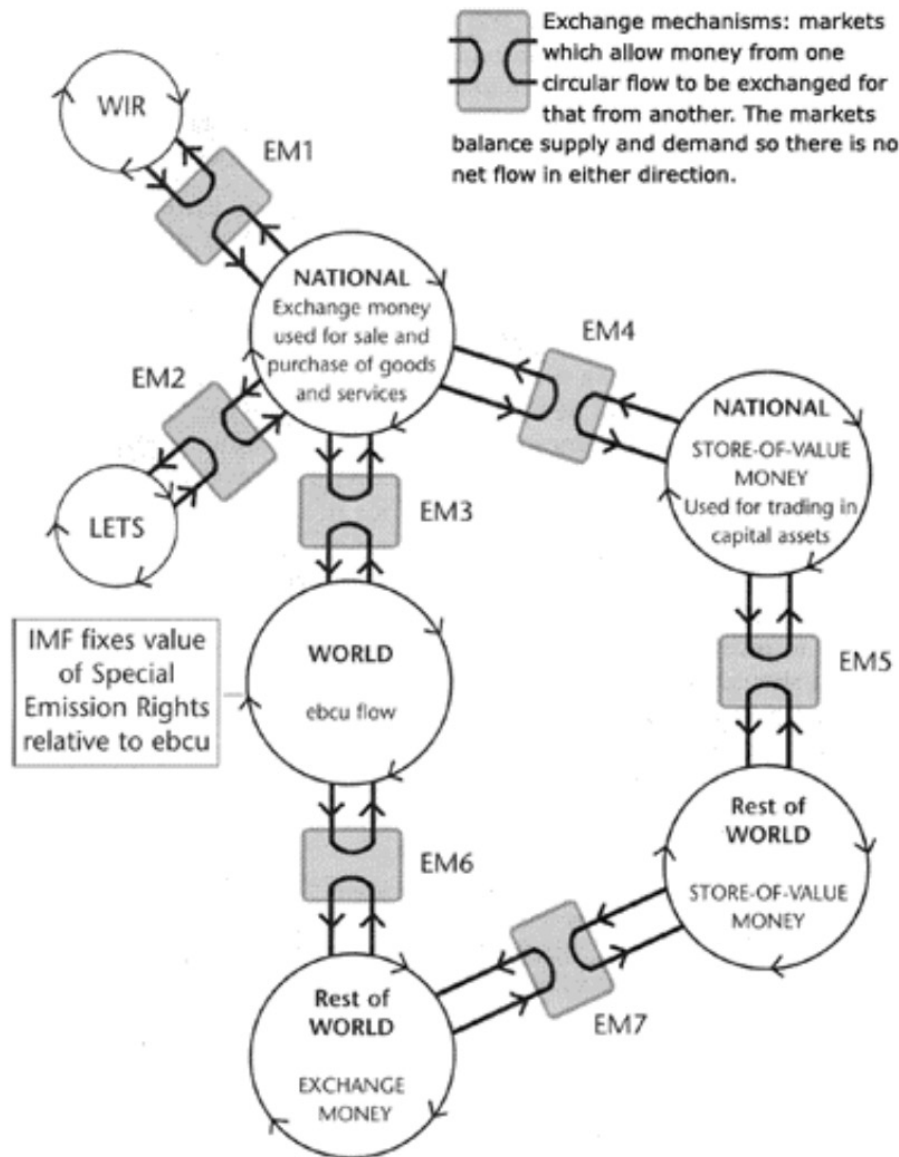 Exchange mechanisms: markets
which allow money from one
circular flow to be exchanged for
that from another. The markets
balance supply and demand so there is no
net flow in either direction.
WIR
EM1
NATIONAL
Exchange money
used for sale and
purchase of goods
and services
EM4
EM2
NATIONAL
STORE-OF-VALUE
MONEY
Used for trading in
capital assets
LETS
EM3
IMF fixes value
of Special
Emission Rights
relative to ebcu
WORLD
ebcu flow
EM5
Rest of
WORLD
STORE-OF-VALUE
MONEY
EM6
Rest of
WORLD
EXCHANGE
MONEY
EM7